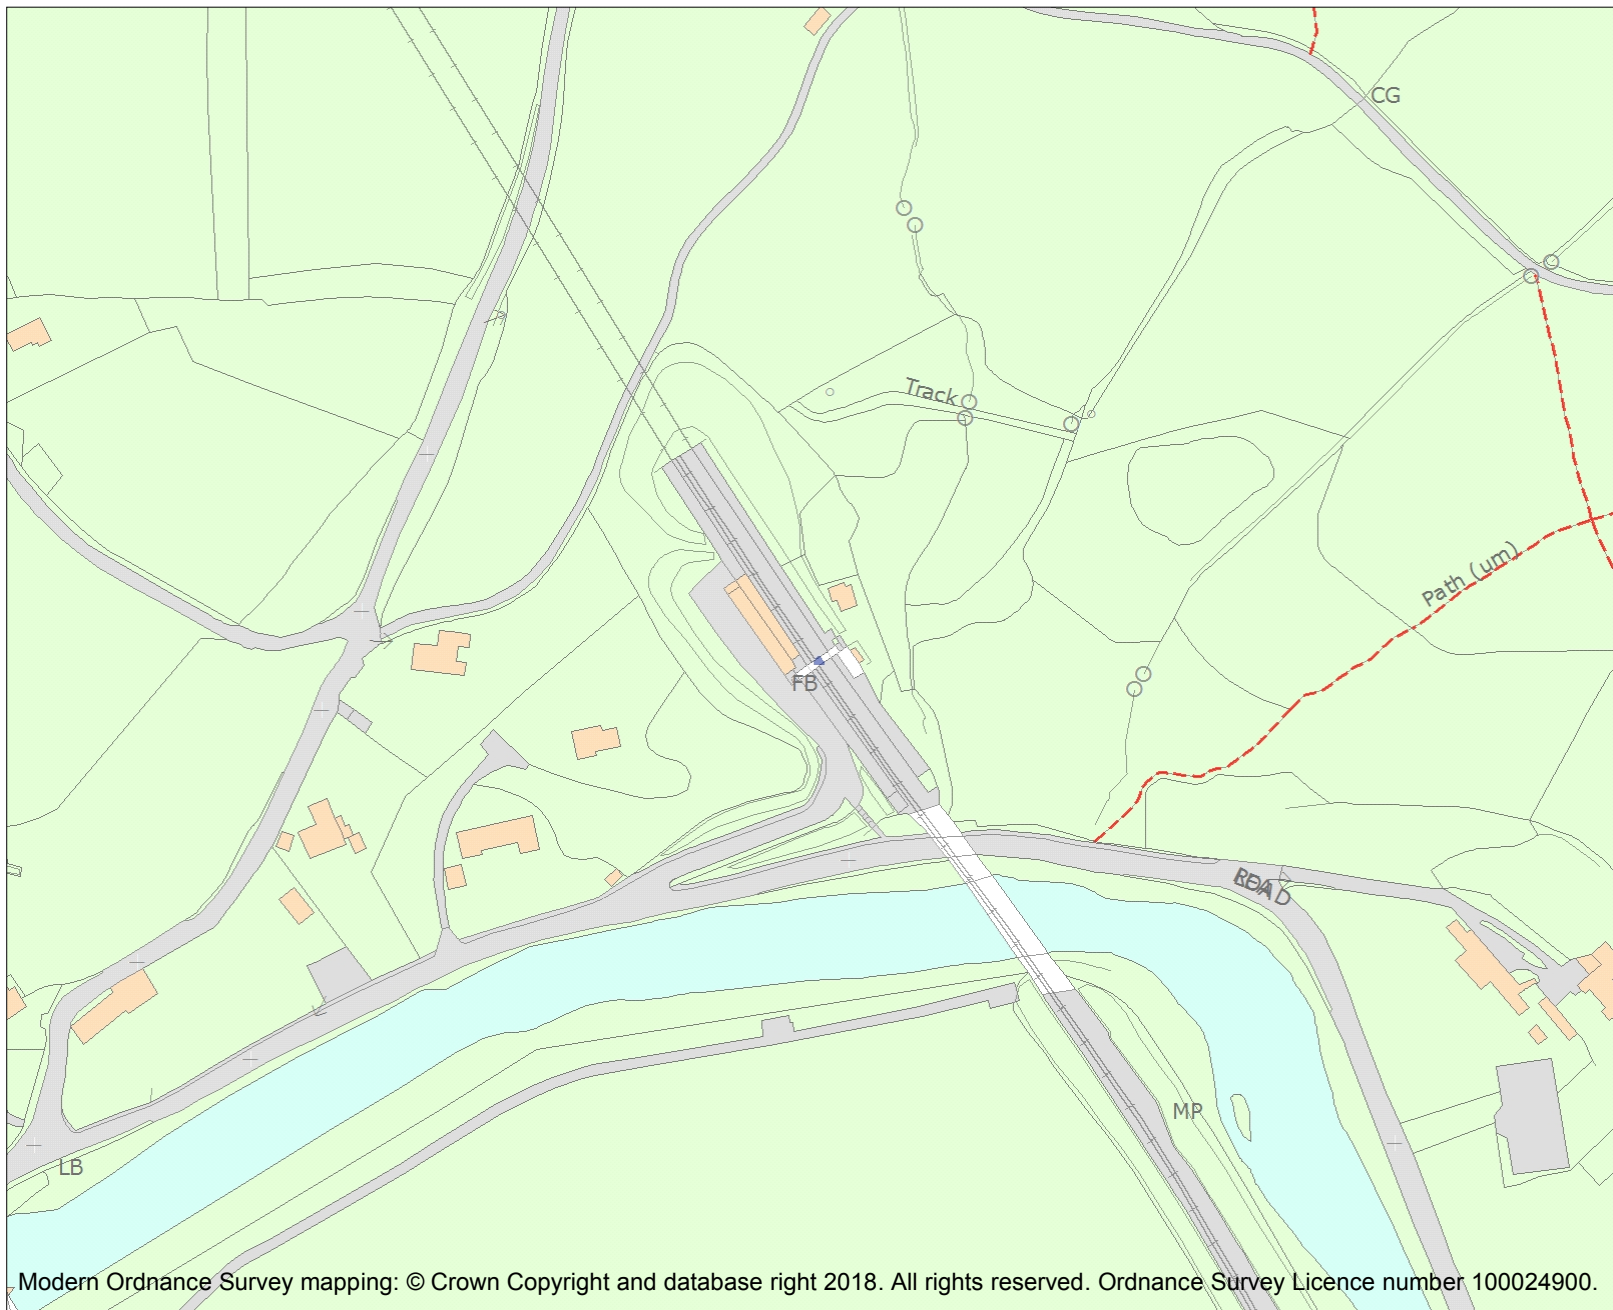 CG
Track
Path (um)
FB
ROAD
MP
LB
Modern Ordnance Survey mapping: © Crown Copyright and database right 2018. All rights reserved. Ordnance Survey Licence number 100024900.